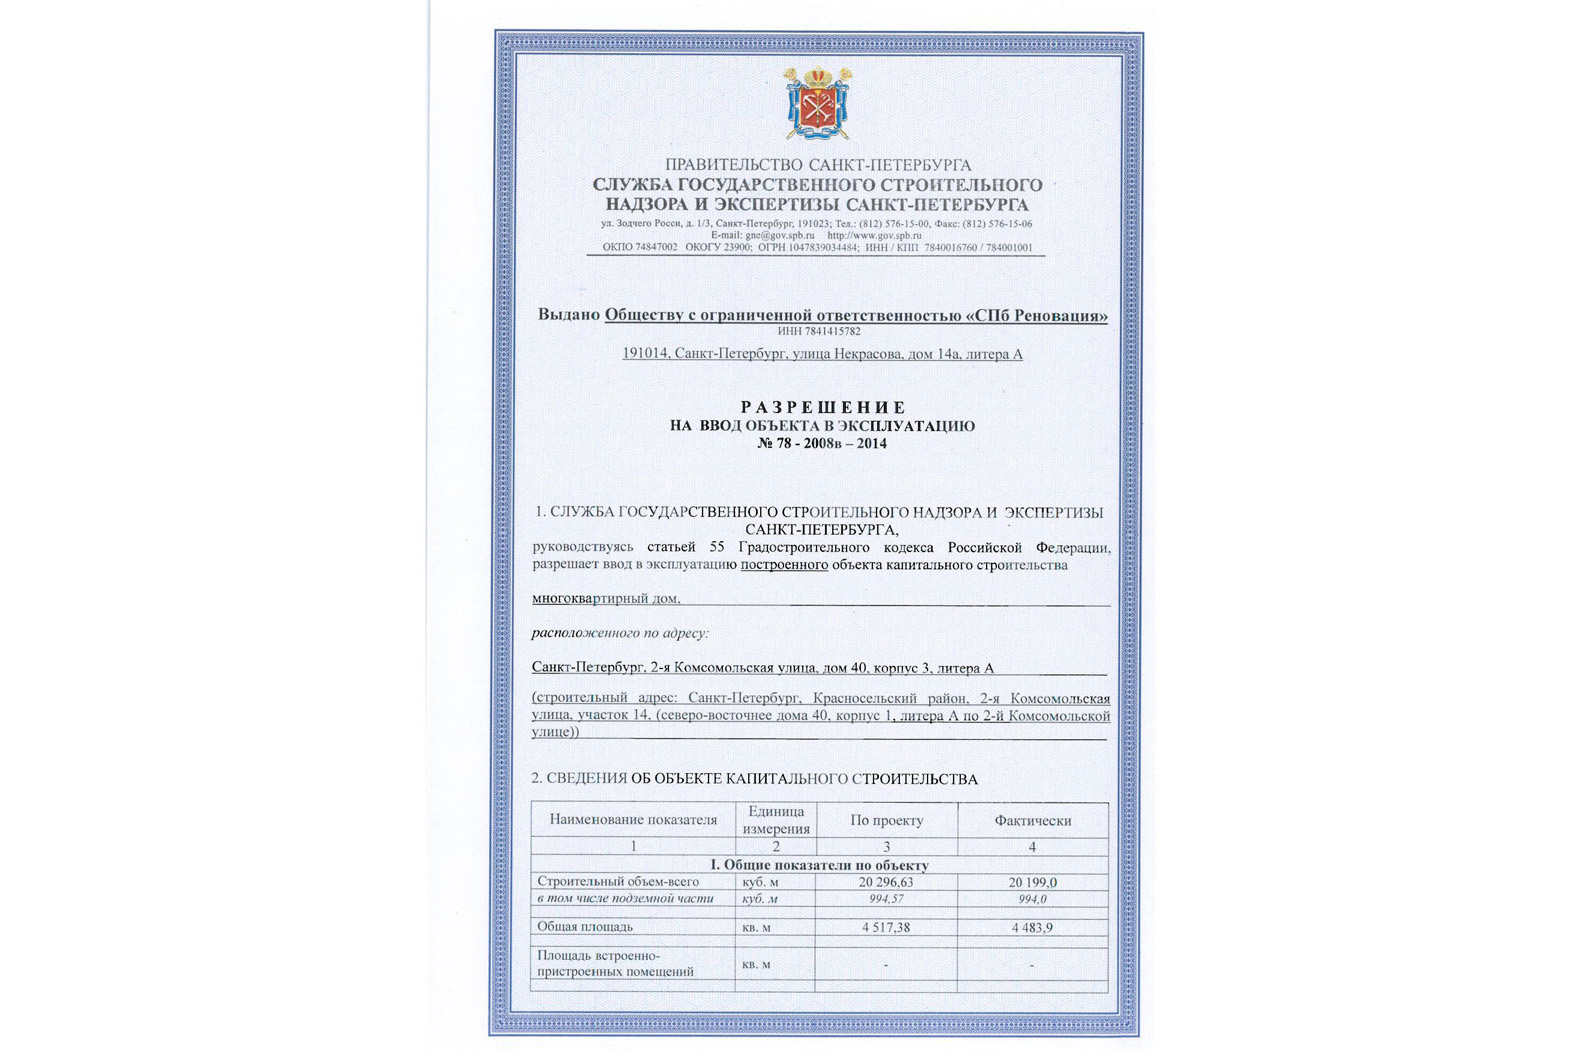 ПРАВИТЕЛЬСТВО САНКТ-ПЕТЕРБУРГА
СЛУЖБА ГОСУДАРСТВЕННОГО СТРОИТЕЛЬНОГО
НАДЗОРА И ЭКСПЕРТИЗЫ САНКТ-ПЕТЕРБУРГА
ул. Зодчего Росси, д. 1/3, Санкт-Петербург, 191023; Тел.: (812) 576-15-00, Факс: (812) 576-15-06
E-mail: gne@gov.spb.ru http://www.gov.spb.ru
ОКПО 74847002 ОКОГУ 23900; ОГРН 1047839034484; ИНН / КПП 7840016760 / 784001001
Выдано Обществу с ограниченной ответственностью «СПб Реновация»
ИНН 7841415782
191014, Санкт-Петербург, улица Некрасова, дом 14а, литера А
Р А З Р Е Ш Е Н И Е
НА ВВОД ОБЪЕКТА В ЭКСПЛУАТАЦИЮ
№ 78 - 2008в – 2014
1. СЛУЖБА ГОСУДАРСТВЕННОГО СТРОИТЕЛЬНОГО НАДЗОРА И ЭКСПЕРТИЗЫ
САНКТ-ПЕТЕРБУРГА,
руководствуясь статьей 55 Градостроительного кодекса Российской Федерации,
разрешает ввод в эксплуатацию построенного объекта капитального строительства
многоквартирный дом,
расположенного по адресу:
Санкт-Петербург, 2-я Комсомольская улица, дом 40, корпус 3, литера А
(строительный адрес: Санкт-Петербург, Красносельский район, 2-я Комсомольская
улица, участок 14, (северо-восточнее дома 40, корпус 1, литера А по 2-й Комсомольской
улице))
2. СВЕДЕНИЯ ОБ ОБЪЕКТЕ КАПИТАЛЬНОГО СТРОИТЕЛЬСТВА
Наименование показателя Единица измерения По проекту Фактически
1 2 3 4
I. Общие показатели по объекту
Строительный объем-всего куб. м 20 296,63 20 199,0
в том числе подземной части куб. м 994,57 994,0
Общая площадь кв. м 4 517,38 4 483,9
Площадь встроенно-
пристроенных помещений кв. м - -